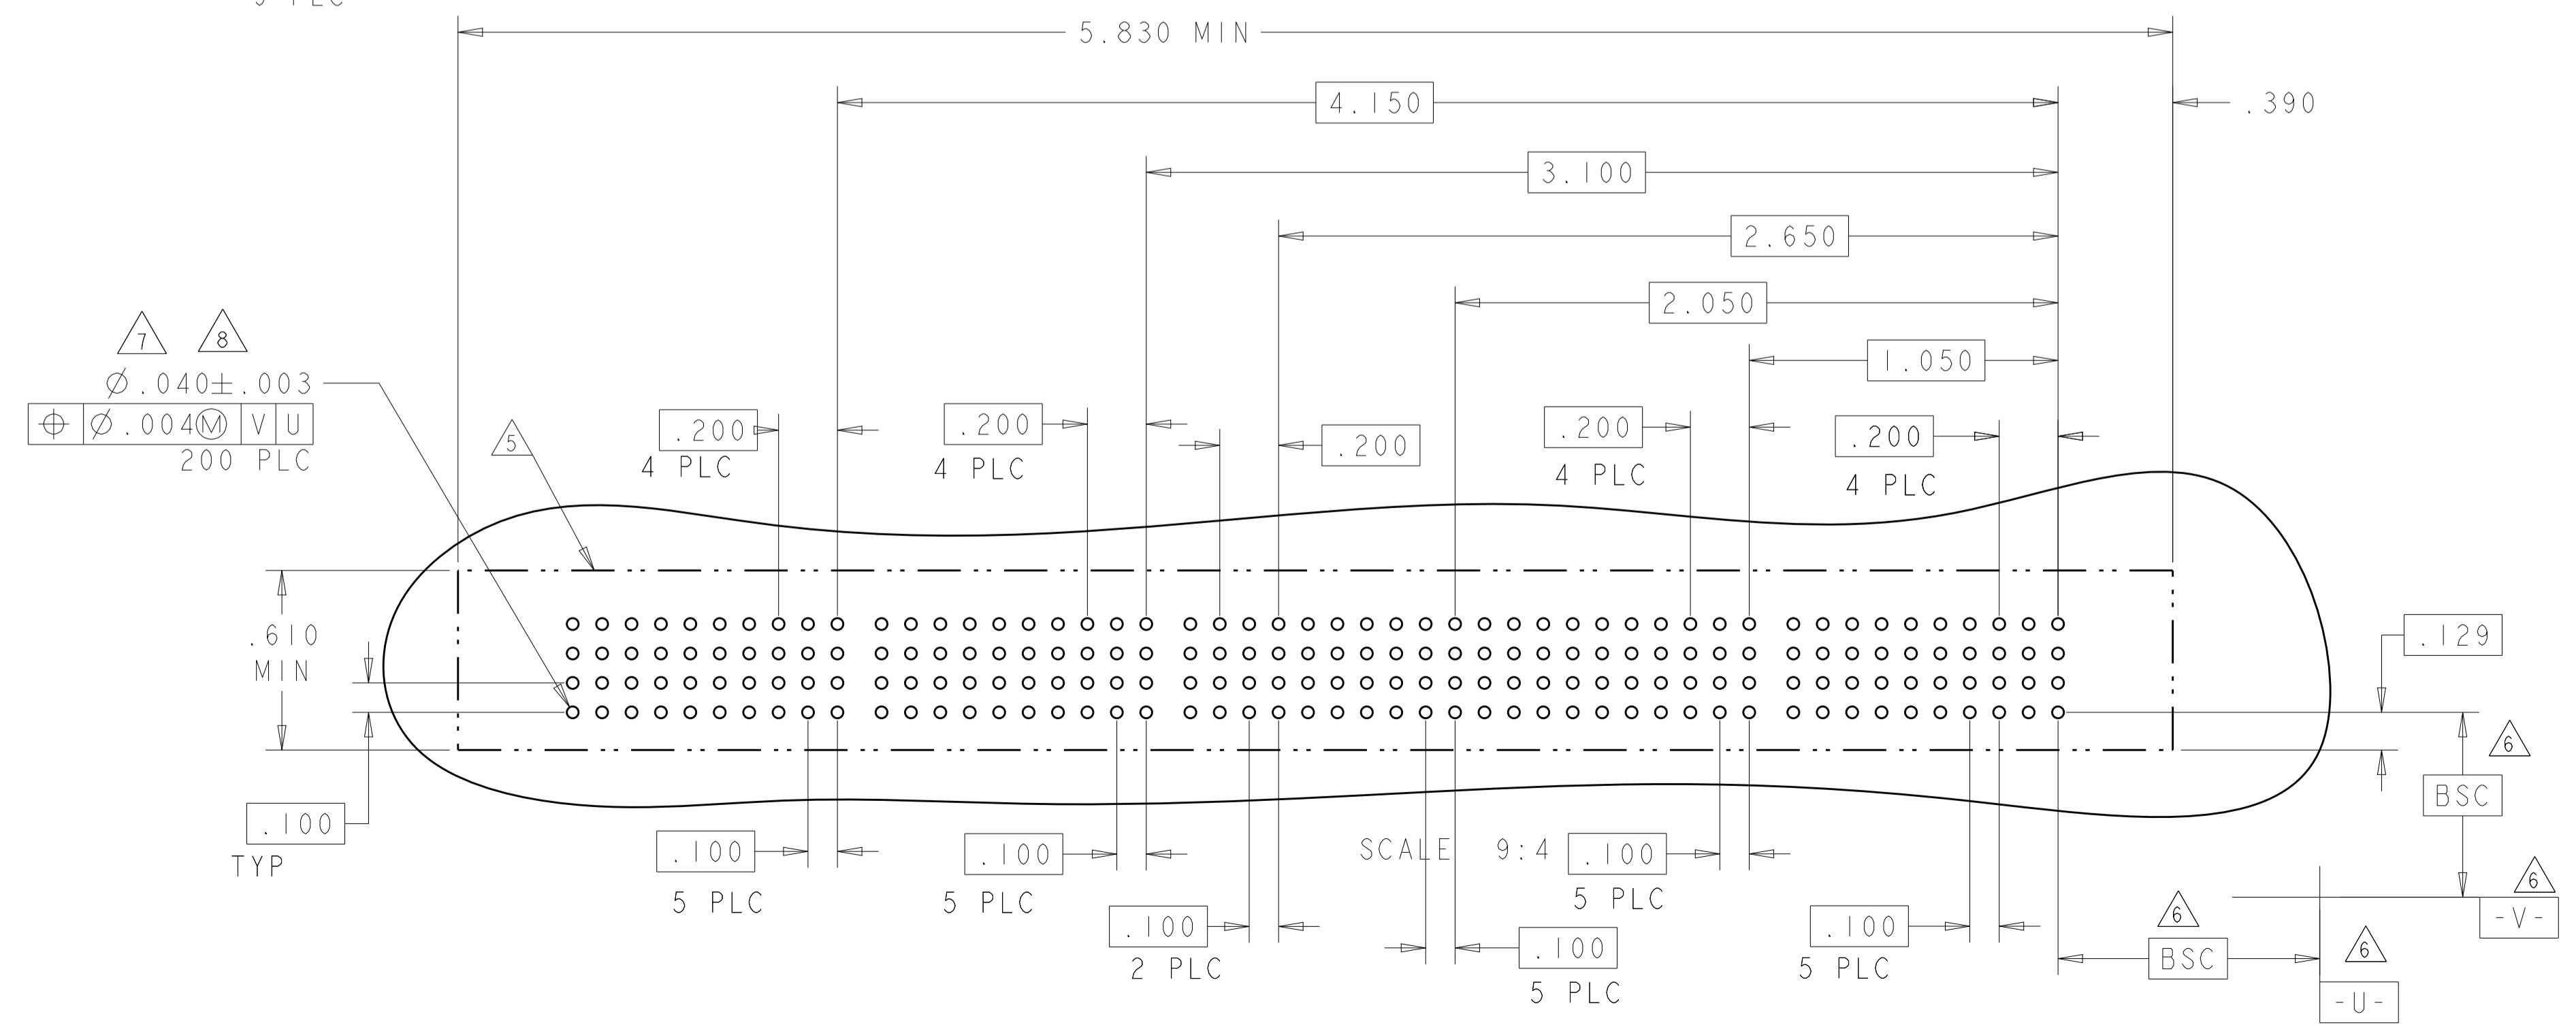 5.830 MIN
4.150
.390
3.100
2.650
2.050
1.050
7 8
Ø.040±.003
⌖ Ø.004Ⓜ V U
200 PLC
5
.200
4 PLC
.200
4 PLC
.200
.200
4 PLC
.200
4 PLC
.610
MIN
.129
6
BSC
.100
TYP
.100
5 PLC
.100
5 PLC
SCALE 9:4
.100
5 PLC
.100
2 PLC
.100
5 PLC
.100
5 PLC
6
BSC
6
-V-
6
-U-